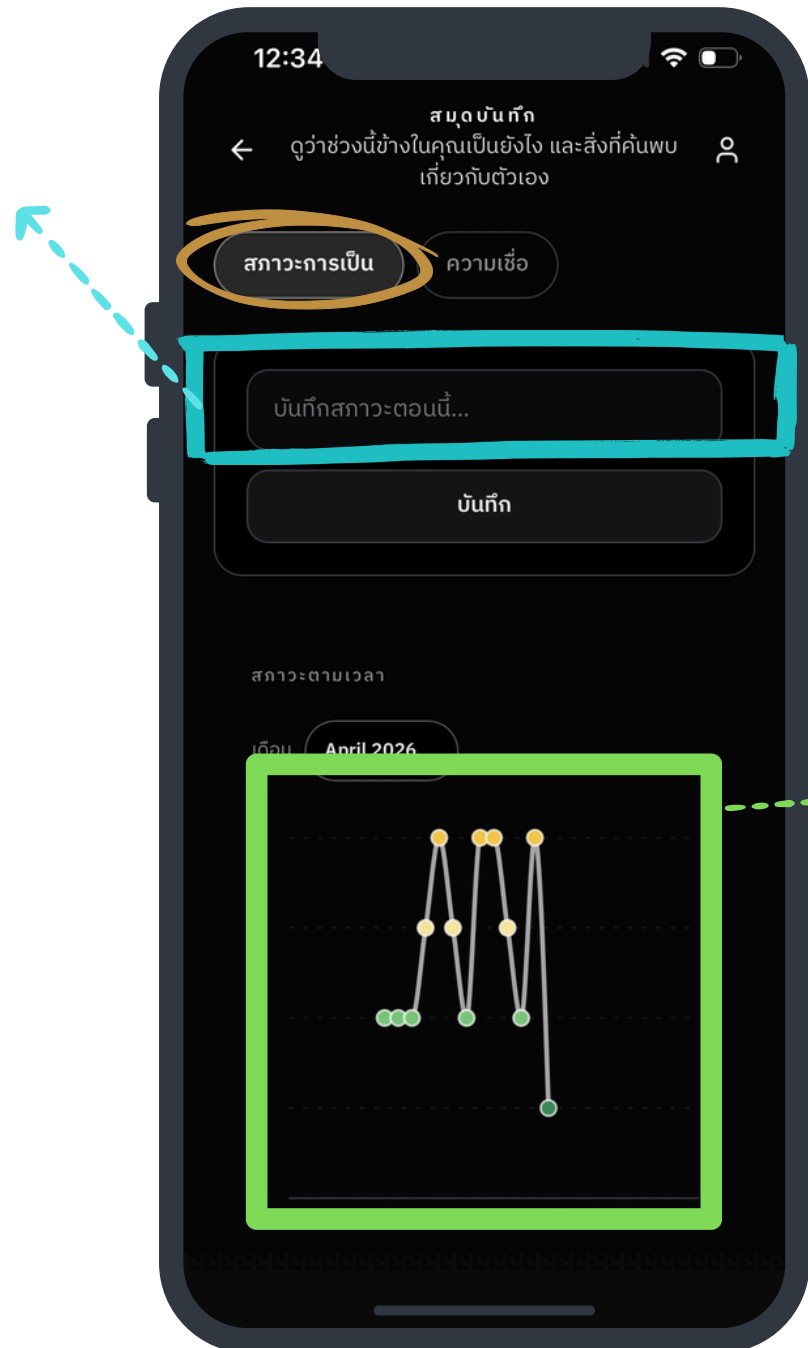 12:34
สมุดบันทึก
ดูว่าช่วงนี้ข้างในคุณเป็นยังไง และสิ่งที่ค้นพบ
เกี่ยวกับตัวเอง
สภาวะการเป็น
ความเชื่อ
บันทึกสภาวะตอนนี้...
บันทึก
สภาวะตามเวลา
เดือน April 2026